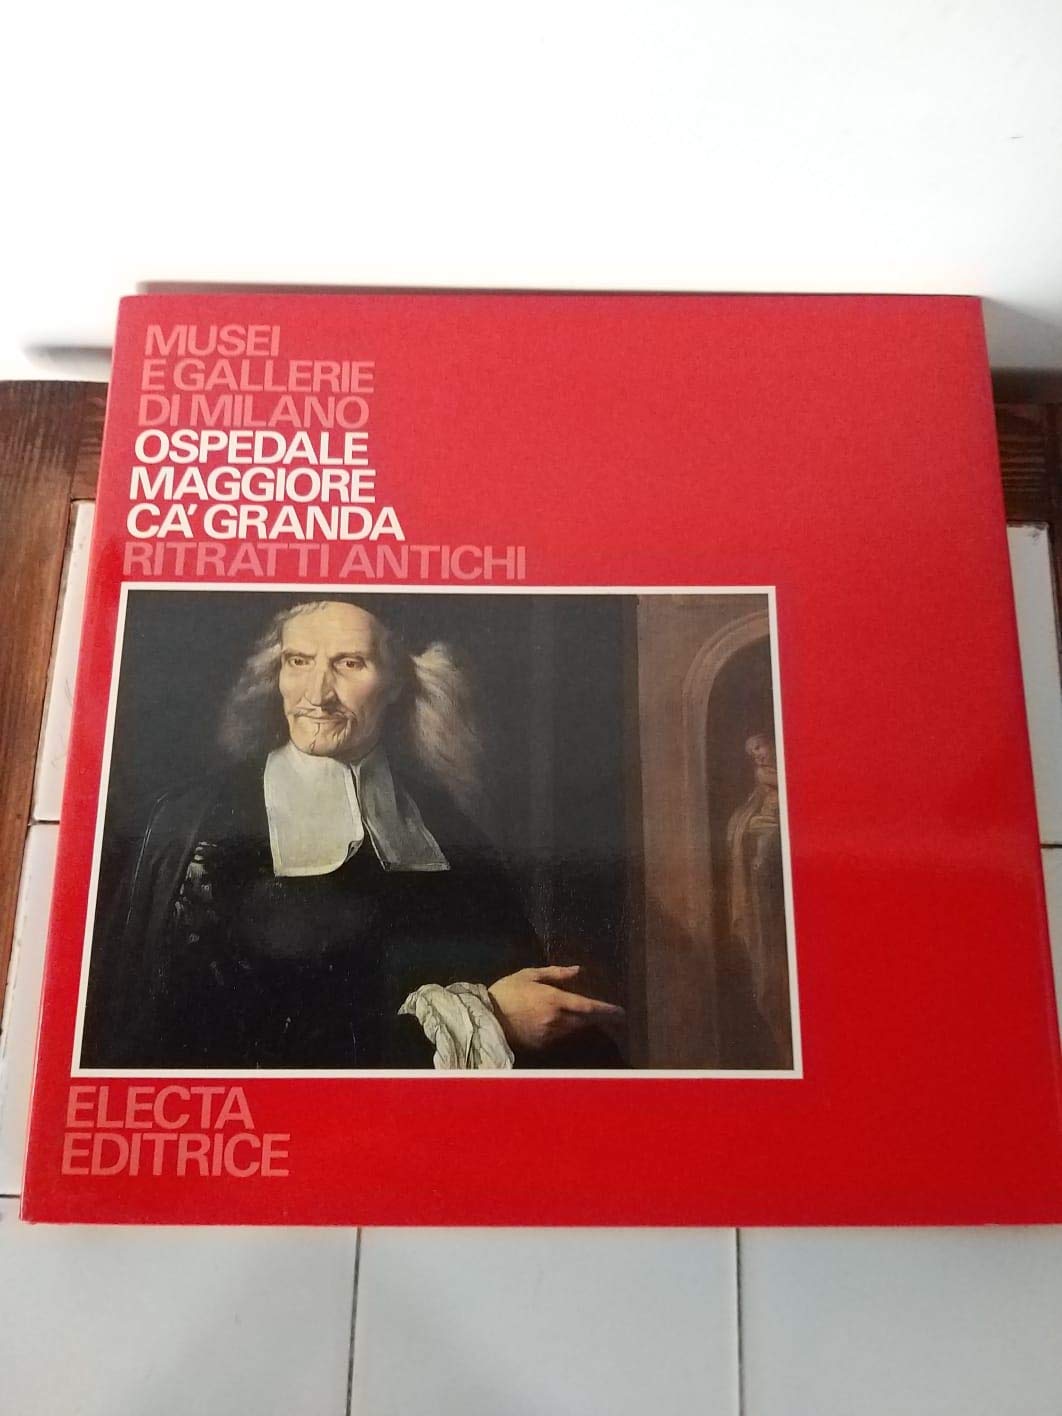 MUSEI
E GALLERIE
DI MILANO
OSPEDALE
MAGGIORE
CA' GRANDA
RITRATTI ANTICHI
ELECTA
EDITRICE